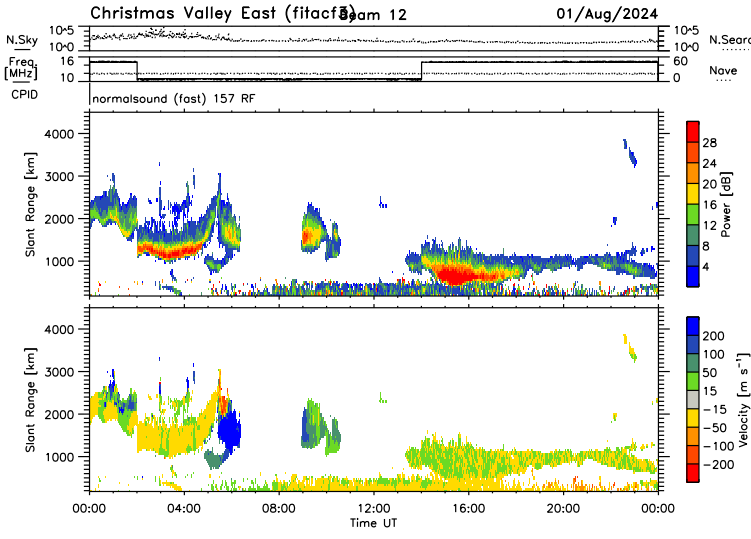 Christmas Valley East (fitacf3) Beam 12 01/Aug/2024
N.Sky 10^5 10^0 10^5 10^0 N.Sear
Freq. [MHz] 16 10 60 0 Nave
CPID normalsound (fast) 157 RF
Slant Range [km] 4000 3000 2000 1000
28 24 20 16 12 8 4 Power [dB]
Slant Range [km] 4000 3000 2000 1000
200 100 50 15 -15 -50 -100 -200 Velocity [m s⁻¹]
00:00 04:00 08:00 12:00 16:00 20:00 00:00
Time UT